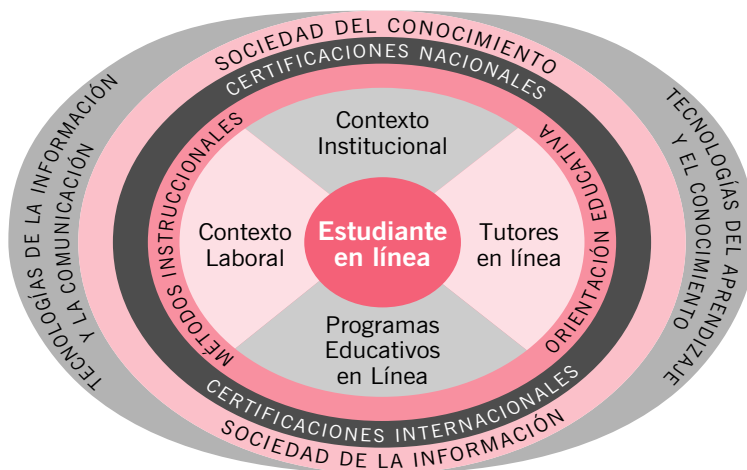 SOCIEDAD DEL CONOCIMIENTO
CERTIFICACIONES NACIONALES
TECNOLOGÍAS DE LA INFORMACIÓN
Y LA COMUNICACIÓN
TECNOLOGÍAS DEL APRENDIZAJE
Y EL CONOCIMIENTO
MÉTODOS INSTRUCCIONALES
ORIENTACIÓN EDUCATIVA
Contexto
Institucional
Contexto
Laboral
Estudiante
en línea
Tutores
en línea
Programas
Educativos
en Línea
CERTIFICACIONES INTERNACIONALES
SOCIEDAD DE LA INFORMACIÓN